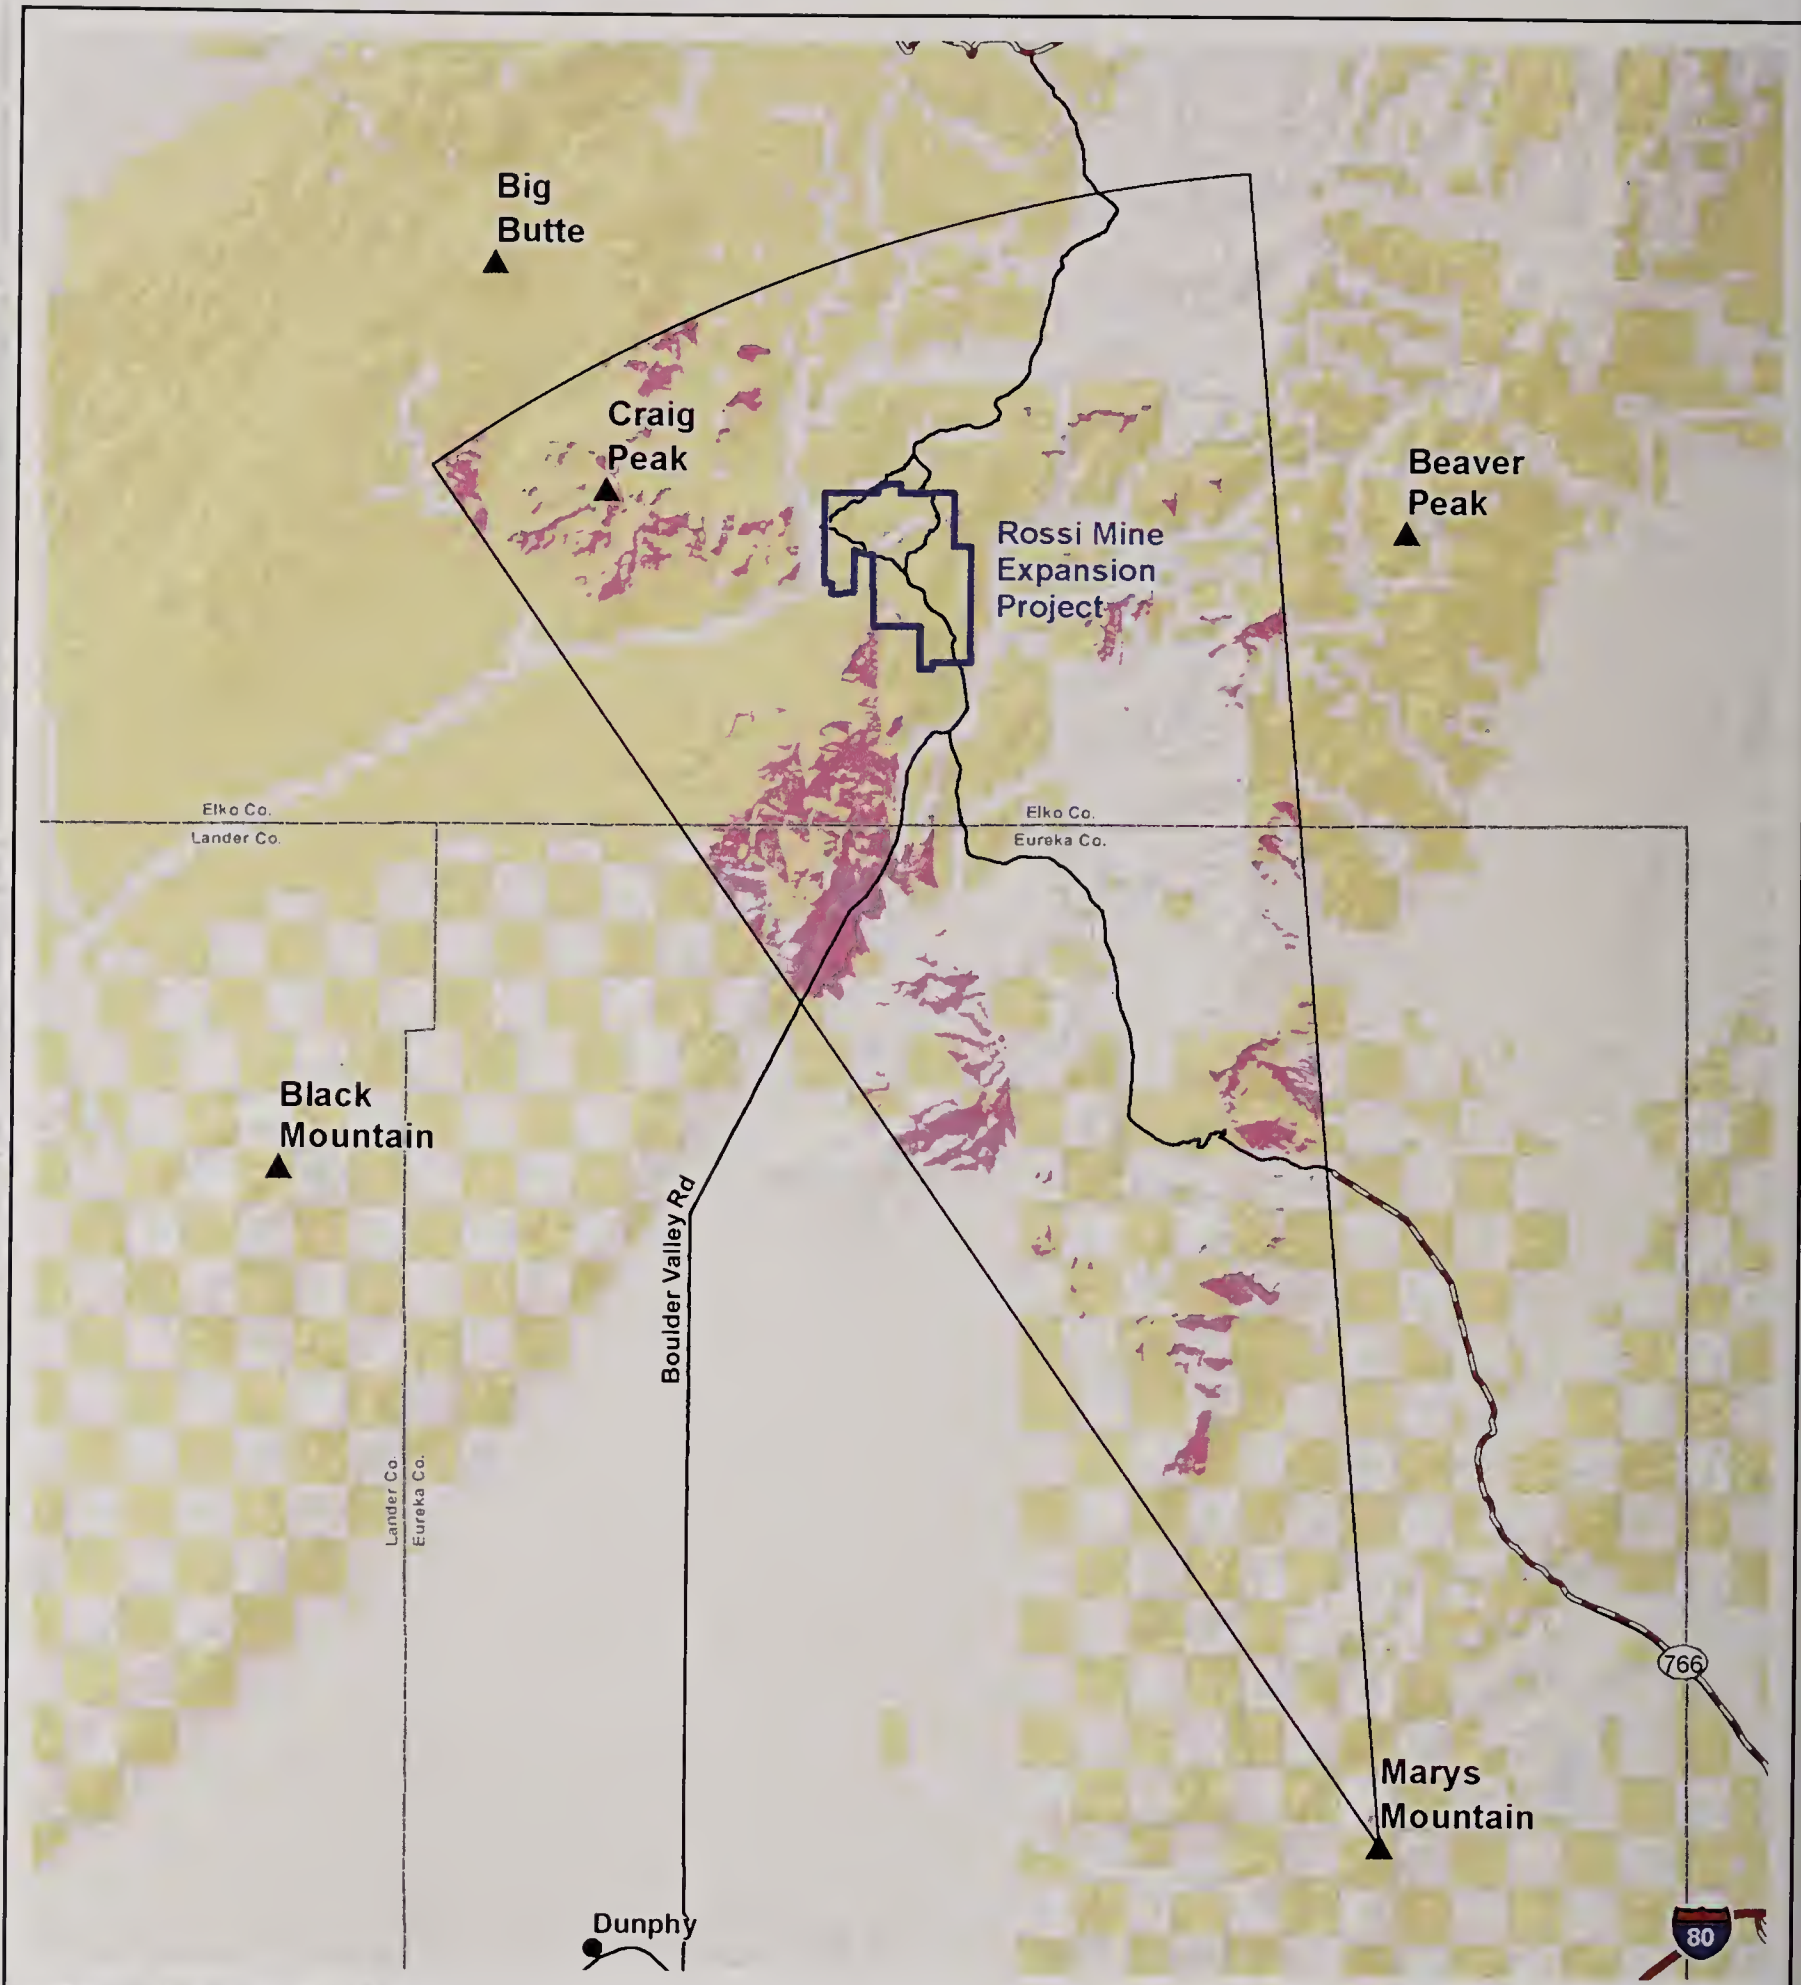 Big
Butte
Craig
Peak
Beaver
Peak
Rossi Mine
Expansion
Project
Elko Co.
Lander Co.
Elko Co.
Eureka Co.
Black
Mountain
Boulder Valley Rd
Lander Co.
Eureka Co.
766
Marys
Mountain
Dunphy
80